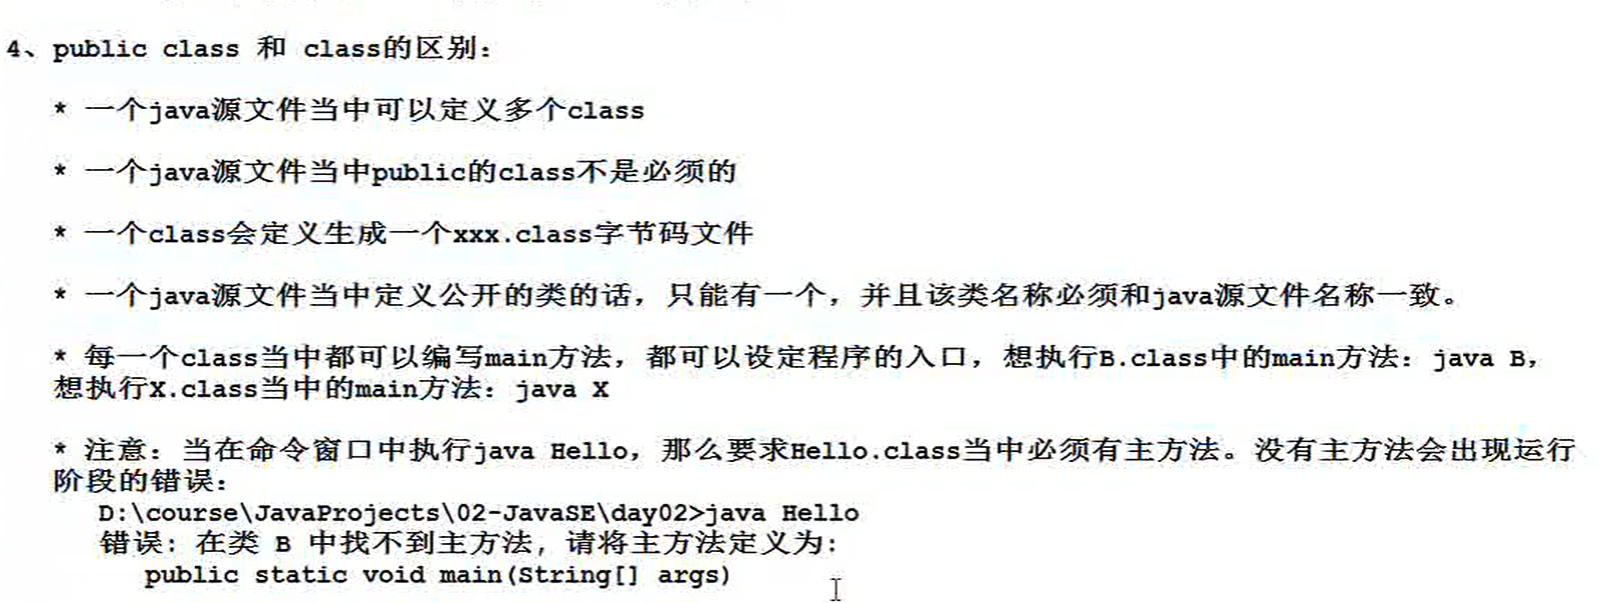 4、public class 和 class的区别：
* 一个java源文件当中可以定义多个class
* 一个java源文件当中public的class不是必须的
* 一个class会定义生成一个xxx.class字节码文件
* 一个java源文件当中定义公开的类的话，只能有一个，并且该类名称必须和java源文件名称一致。
* 每一个class当中都可以编写main方法，都可以设定程序的入口，想执行B.class中的main方法：java B，
想执行X.class当中的main方法：java X
* 注意：当在命令窗口中执行java Hello，那么要求Hello.class当中必须有主方法。没有主方法会出现运行
阶段的错误：
D:\course\JavaProjects\02-JavaSE\day02>java Hello
错误：在类 B 中找不到主方法, 请将主方法定义为:
public static void main(String[] args)